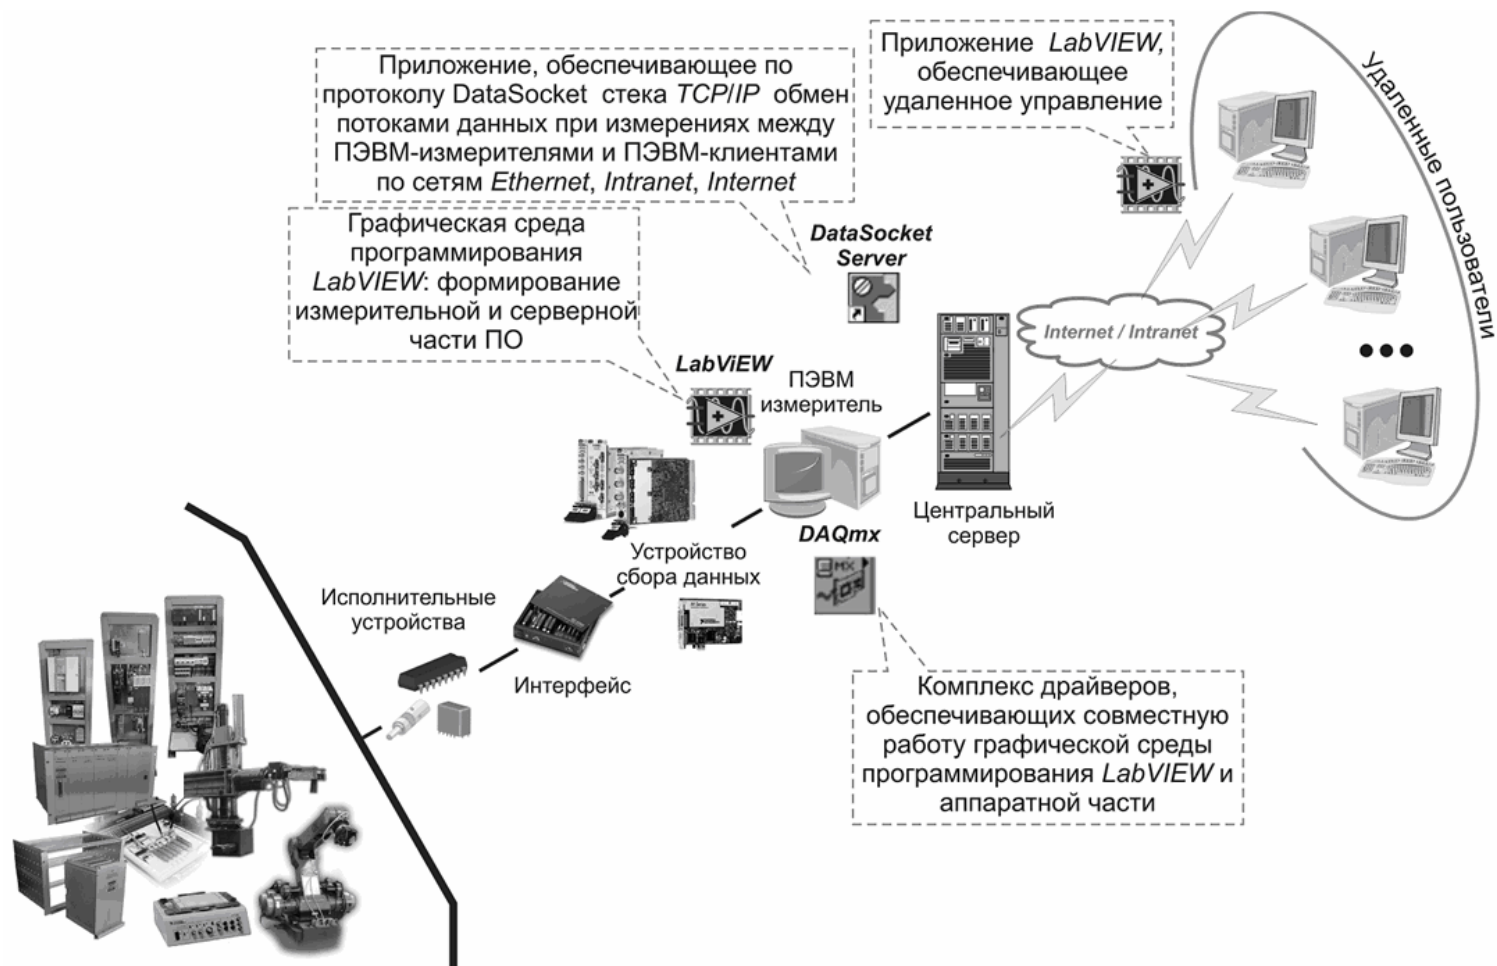 Приложение, обеспечивающее по
протоколу DataSocket стека TCP/IP обмен
потоками данных при измерениях между
ПЭВМ-измерителями и ПЭВМ-клиентами
по сетям Ethernet, Intranet, Internet
Приложение LabVIEW,
обеспечивающее
удаленное управление
Удаленные пользователи
Графическая среда
программирования
LabVIEW: формирование
измерительной и серверной
части ПО
DataSocket
Server
Internet / Intranet
LabViEW
ПЭВМ
измеритель
Центральный
сервер
DAQmx
MX
Устройство
сбора данных
Исполнительные
устройства
Интерфейс
Комплекс драйверов,
обеспечивающих совместную
работу графической среды
программирования LabVIEW и
аппаратной части